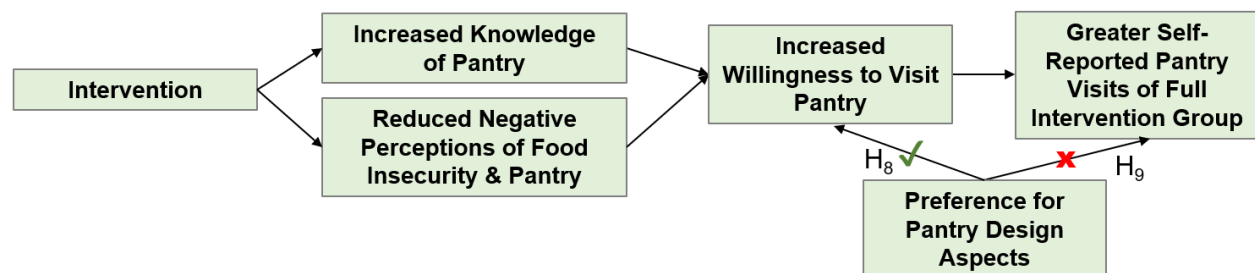 Intervention
Increased Knowledge
of Pantry
Reduced Negative
Perceptions of Food
Insecurity & Pantry
Increased
Willingness to Visit
Pantry
Greater Self-
Reported Pantry
Visits of Full
Intervention Group
H₈
H₉
Preference for
Pantry Design
Aspects